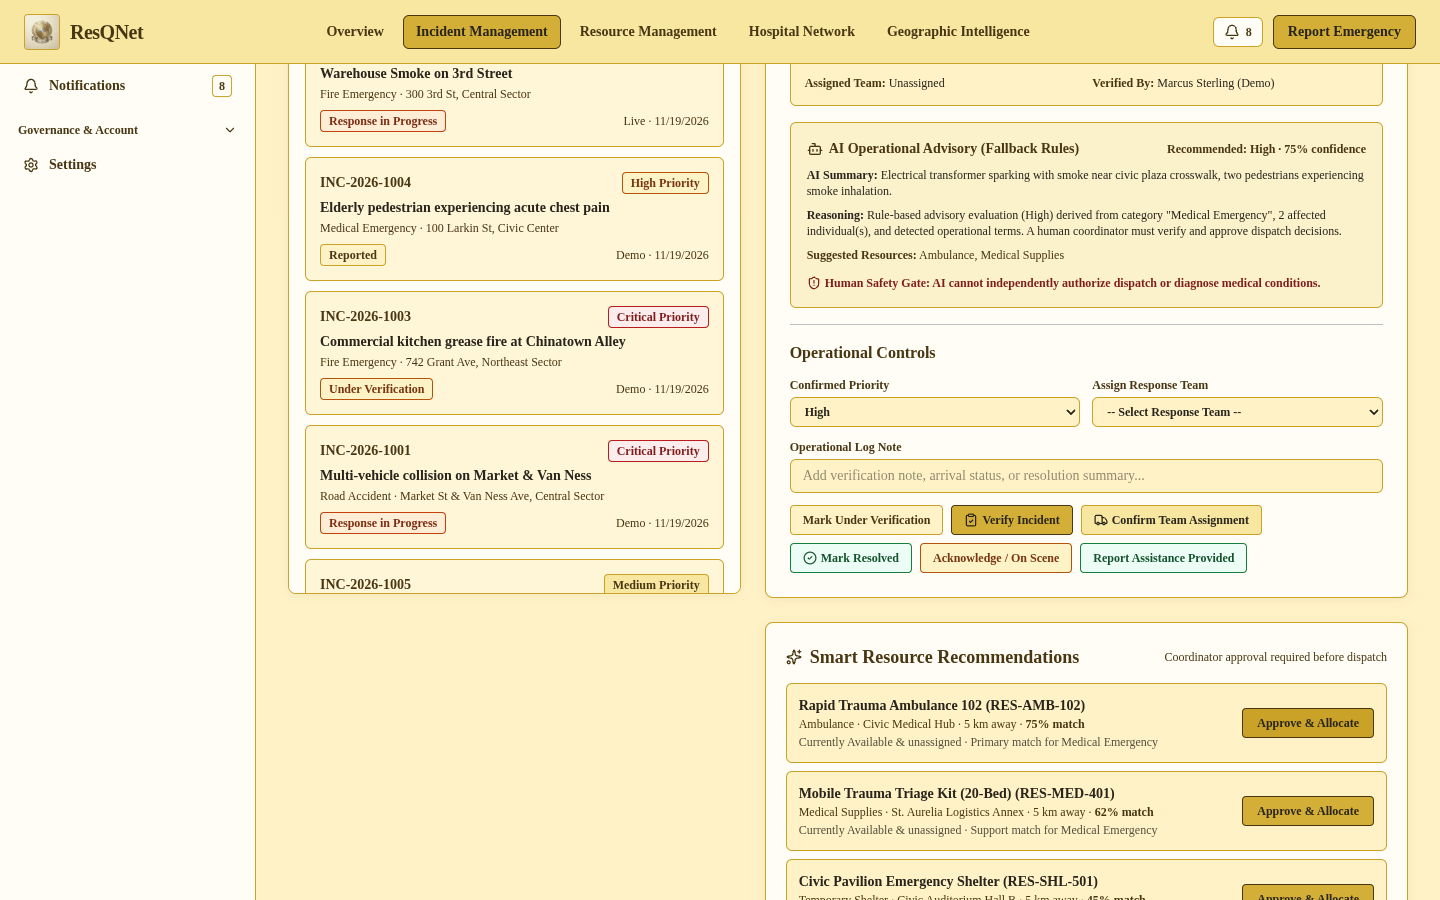 ResQNet
Overview
Incident Management
Resource Management
Hospital Network
Geographic Intelligence
8
Report Emergency
Notifications
8
Governance & Account
Settings
Warehouse Smoke on 3rd Street
Fire Emergency · 300 3rd St, Central Sector
Response in Progress
Live · 11/19/2026
INC-2026-1004
High Priority
Elderly pedestrian experiencing acute chest pain
Medical Emergency · 100 Larkin St, Civic Center
Reported
Demo · 11/19/2026
INC-2026-1003
Critical Priority
Commercial kitchen grease fire at Chinatown Alley
Fire Emergency · 742 Grant Ave, Northeast Sector
Under Verification
Demo · 11/19/2026
INC-2026-1001
Critical Priority
Multi-vehicle collision on Market & Van Ness
Road Accident · Market St & Van Ness Ave, Central Sector
Response in Progress
Demo · 11/19/2026
INC-2026-1005
Medium Priority
Assigned Team: Unassigned
Verified By: Marcus Sterling (Demo)
AI Operational Advisory (Fallback Rules)
Recommended: High · 75% confidence
AI Summary: Electrical transformer sparking with smoke near civic plaza crosswalk, two pedestrians experiencing
smoke inhalation.
Reasoning: Rule-based advisory evaluation (High) derived from category "Medical Emergency", 2 affected
individual(s), and detected operational terms. A human coordinator must verify and approve dispatch decisions.
Suggested Resources: Ambulance, Medical Supplies
Human Safety Gate: AI cannot independently authorize dispatch or diagnose medical conditions.
Operational Controls
Confirmed Priority
Assign Response Team
High
-- Select Response Team --
Operational Log Note
Add verification note, arrival status, or resolution summary...
Mark Under Verification
Verify Incident
Confirm Team Assignment
Mark Resolved
Acknowledge / On Scene
Report Assistance Provided
Smart Resource Recommendations
Coordinator approval required before dispatch
Rapid Trauma Ambulance 102 (RES-AMB-102)
Ambulance · Civic Medical Hub · 5 km away · 75% match
Currently Available & unassigned · Primary match for Medical Emergency
Approve & Allocate
Mobile Trauma Triage Kit (20-Bed) (RES-MED-401)
Medical Supplies · St. Aurelia Logistics Annex · 5 km away · 62% match
Currently Available & unassigned · Support match for Medical Emergency
Approve & Allocate
Civic Pavilion Emergency Shelter (RES-SHL-501)
Temporary Shelter · Civic Auditorium Hall B · 5 km away · 45% match
Approve & Allocate